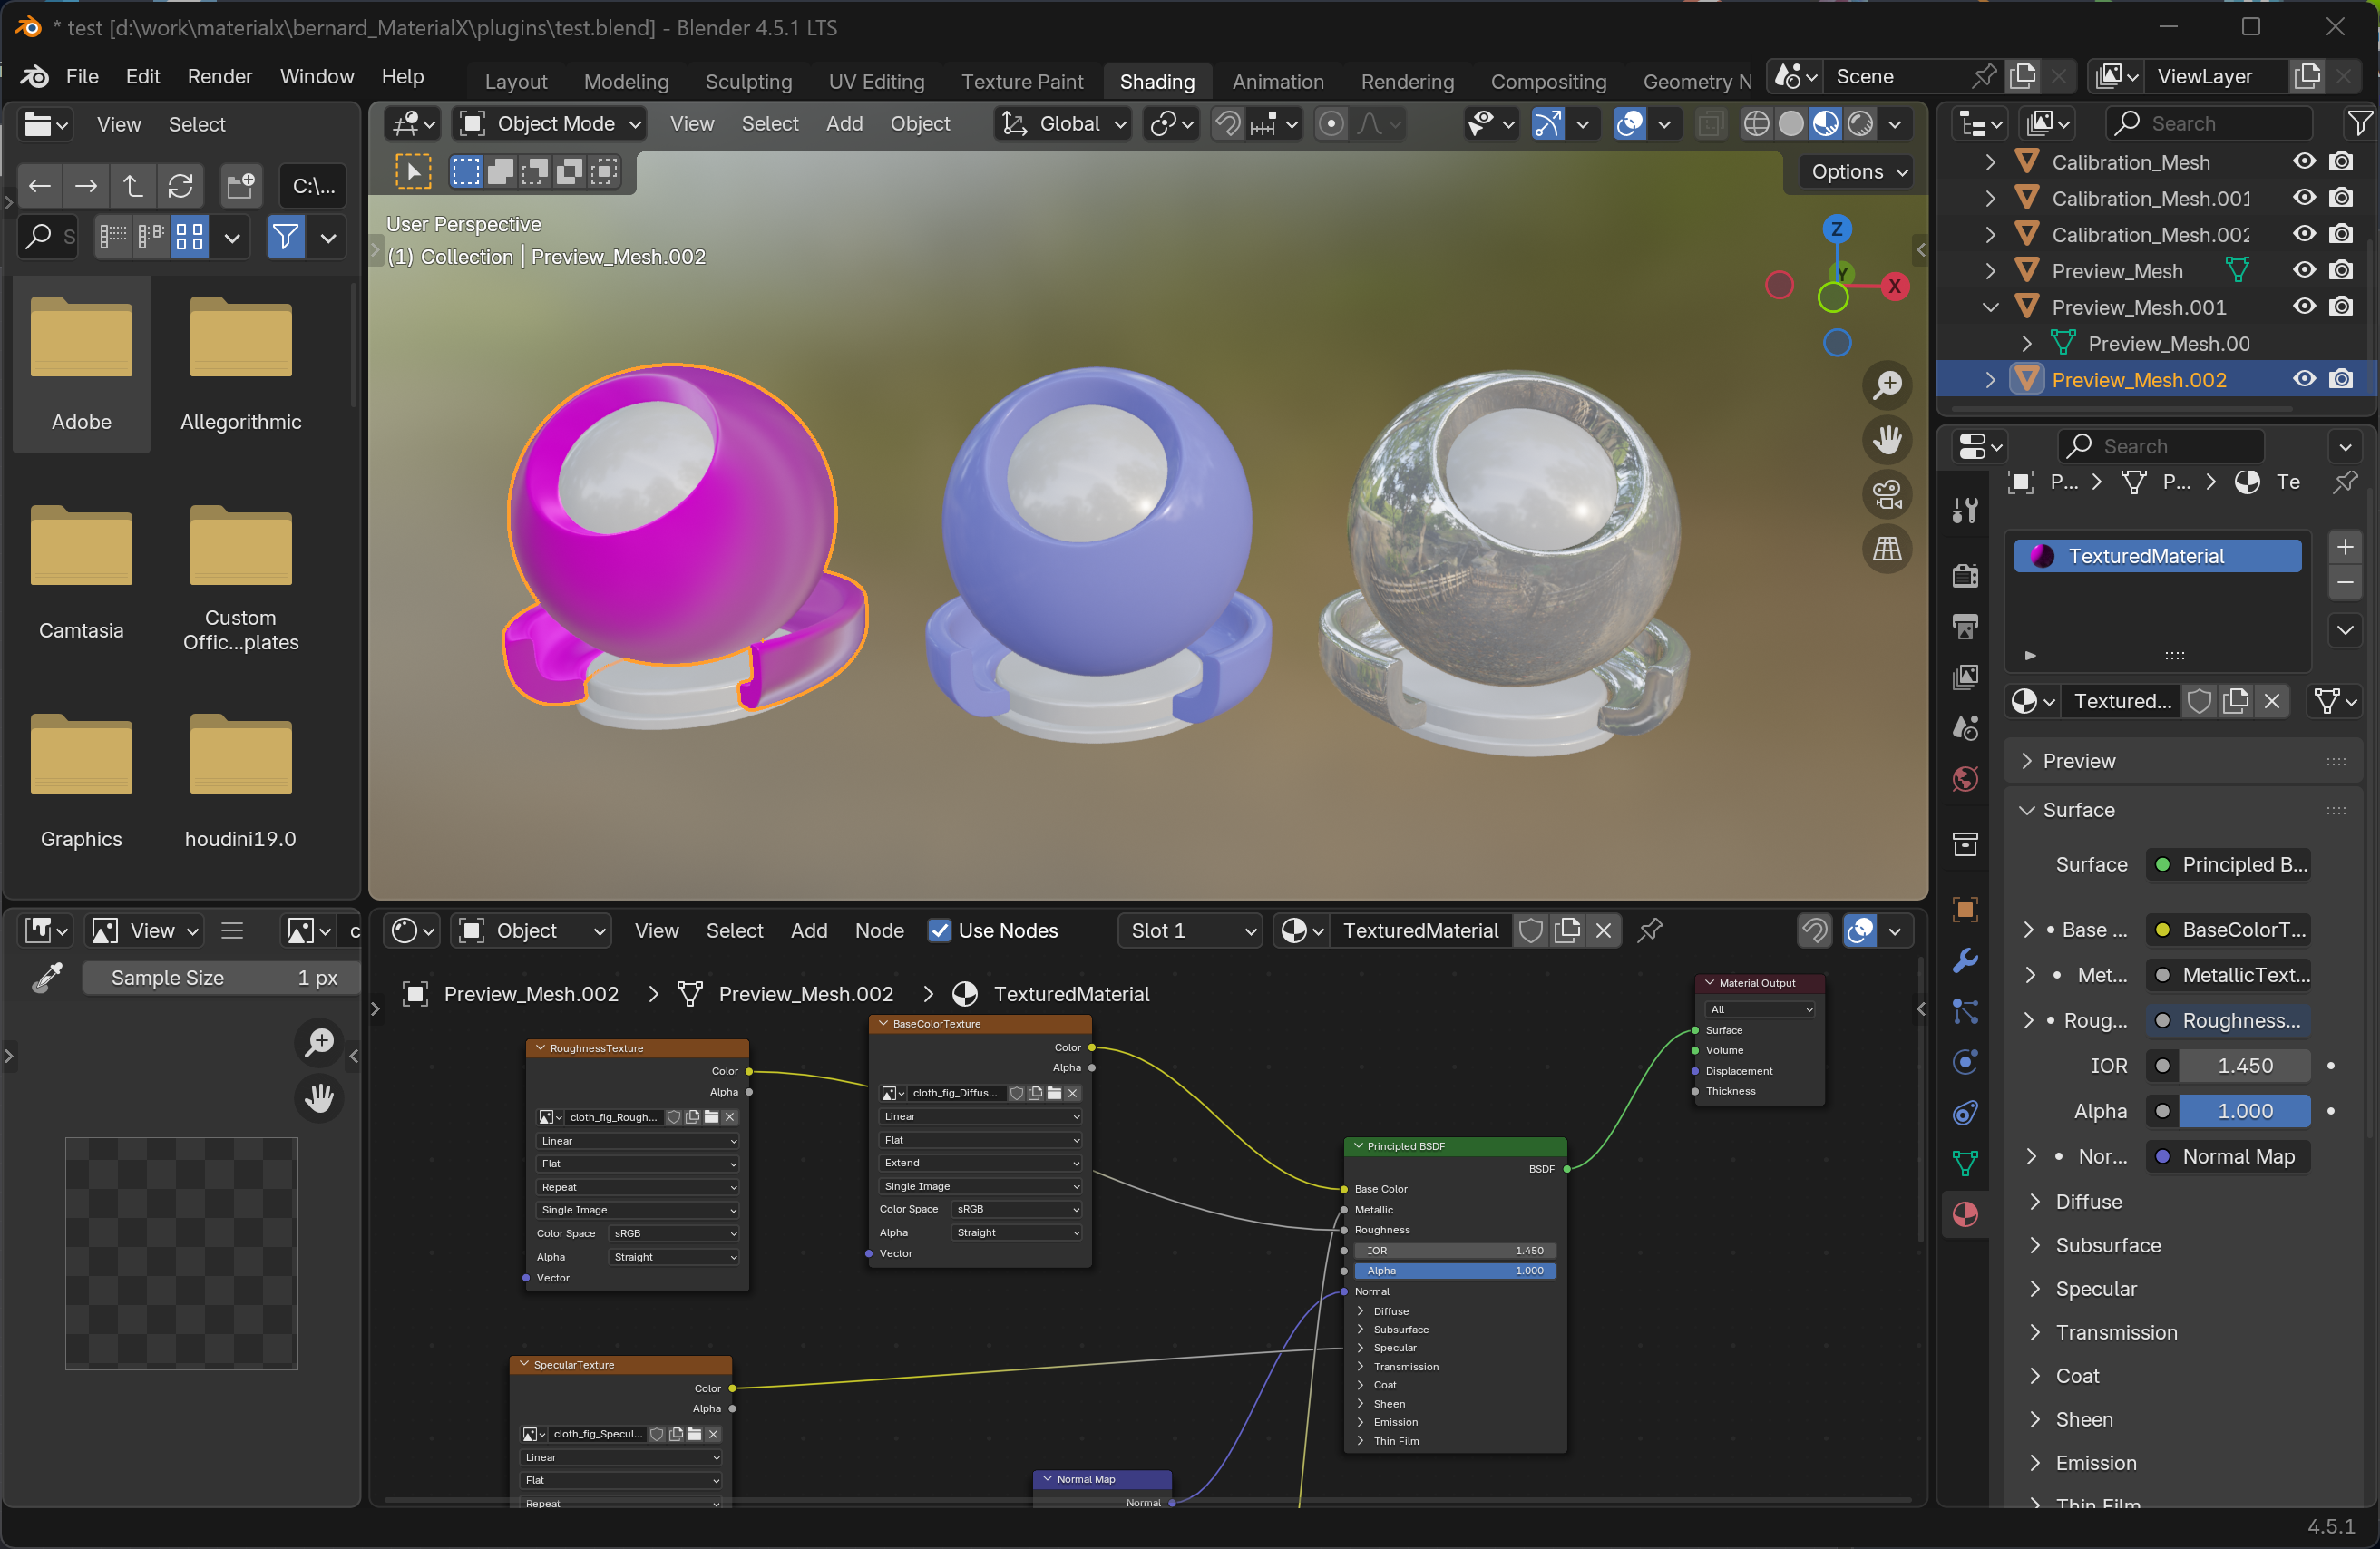 * test [d:\work\materialx\bernard_MaterialX\plugins\test.blend] - Blender 4.5.1 LTS
File Edit Render Window Help
Layout Modeling Sculpting UV Editing Texture Paint Shading Animation Rendering Compositing Geometry N
Scene
ViewLayer
View Select
C:\...
S
Adobe
Allegorithmic
Camtasia
Custom
Offic...plates
Graphics
houdini19.0
Object Mode View Select Add Object Global
Options
User Perspective
(1) Collection | Preview_Mesh.002
Z
Y
X
Search
Calibration_Mesh
Calibration_Mesh.001
Calibration_Mesh.002
Preview_Mesh
Preview_Mesh.001
Preview_Mesh.00
Preview_Mesh.002
Search
P... P... Te
TexturedMaterial
Textured...
Preview
Surface
Surface Principled B...
Base ... BaseColorT...
Met... MetallicText...
Roug... Roughness...
IOR 1.450
Alpha 1.000
Nor... Normal Map
Diffuse
Subsurface
Specular
Transmission
Coat
Sheen
Emission
Thin Film
View
c
Sample Size 1 px
Object View Select Add Node Use Nodes Slot 1 TexturedMaterial
Preview_Mesh.002 > Preview_Mesh.002 > TexturedMaterial
RoughnessTexture
Color
Alpha
cloth_fig_Rough...
Linear
Flat
Repeat
Single Image
Color Space sRGB
Alpha Straight
Vector
BaseColorTexture
Color
Alpha
cloth_fig_Diffus...
Linear
Flat
Extend
Single Image
Color Space sRGB
Alpha Straight
Vector
SpecularTexture
Color
Alpha
cloth_fig_Specul...
Linear
Flat
Repeat
Normal Map
Normal
Principled BSDF
BSDF
Base Color
Metallic
Roughness
IOR 1.450
Alpha 1.000
Normal
Diffuse
Subsurface
Specular
Transmission
Coat
Sheen
Emission
Thin Film
Material Output
All
Surface
Volume
Displacement
Thickness
4.5.1